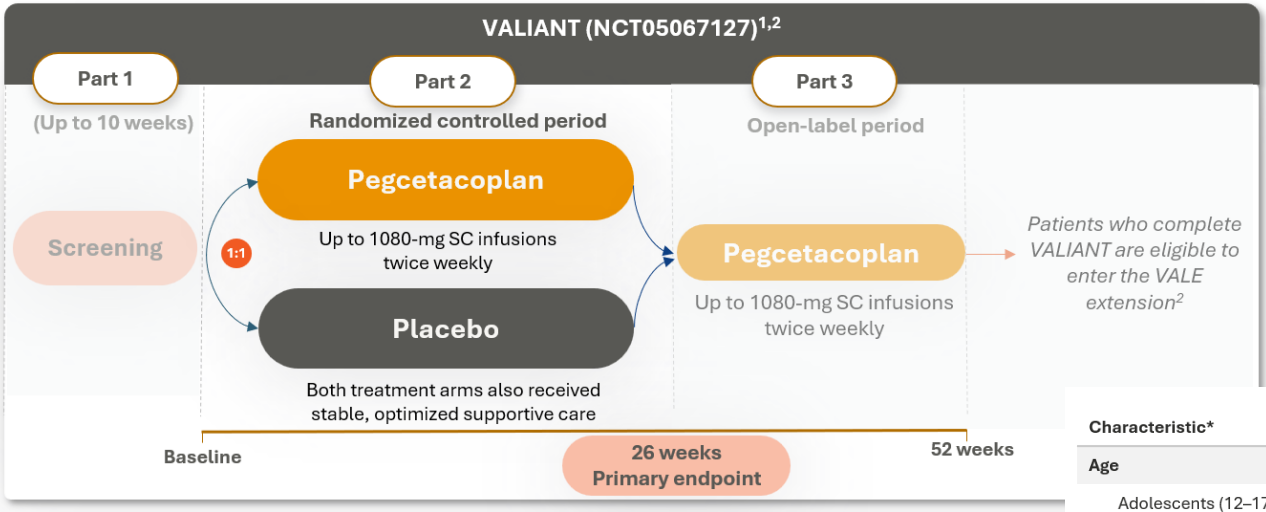 VALIANT (NCT05067127)1,2
Part 1
(Up to 10 weeks)
Screening
1:1
Part 2
Randomized controlled period
Pegcetacoplan
Up to 1080-mg SC infusions
twice weekly
Placebo
Both treatment arms also received
stable, optimized supportive care
Part 3
Open-label period
Pegcetacoplan
Up to 1080-mg SC infusions
twice weekly
Patients who complete
VALIANT are eligible to
enter the VALE
extension2
Baseline
26 weeks
Primary endpoint
52 weeks
Characteristic*
Age
Adolescents (12–17